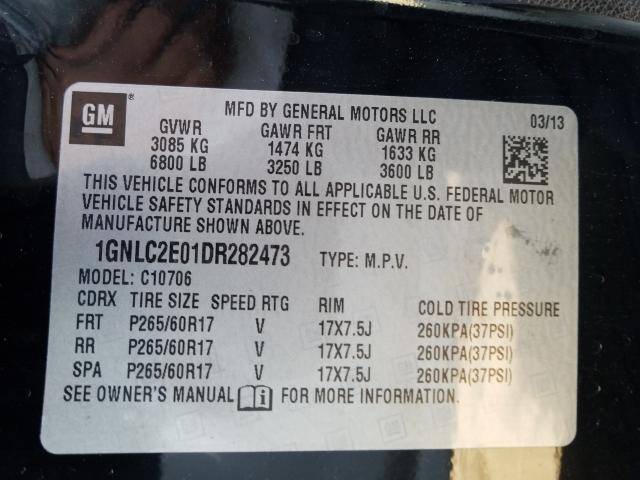 GM®
MFD BY GENERAL MOTORS LLC 03/13
GVWR GAWR FRT GAWR RR
3085 KG 1474 KG 1633 KG
6800 LB 3250 LB 3600 LB
THIS VEHICLE CONFORMS TO ALL APPLICABLE U.S. FEDERAL MOTOR
VEHICLE SAFETY STANDARDS IN EFFECT ON THE DATE OF
MANUFACTURE SHOWN ABOVE.
1GNLC2E01DR282473 TYPE: M.P.V.
MODEL: C10706
CDRX TIRE SIZE SPEED RTG RIM COLD TIRE PRESSURE
FRT P265/60R17 V 17X7.5J 260KPA(37PSI)
RR P265/60R17 V 17X7.5J 260KPA(37PSI)
SPA P265/60R17 V 17X7.5J 260KPA(37PSI)
SEE OWNER'S MANUAL i FOR MORE INFORMATION.